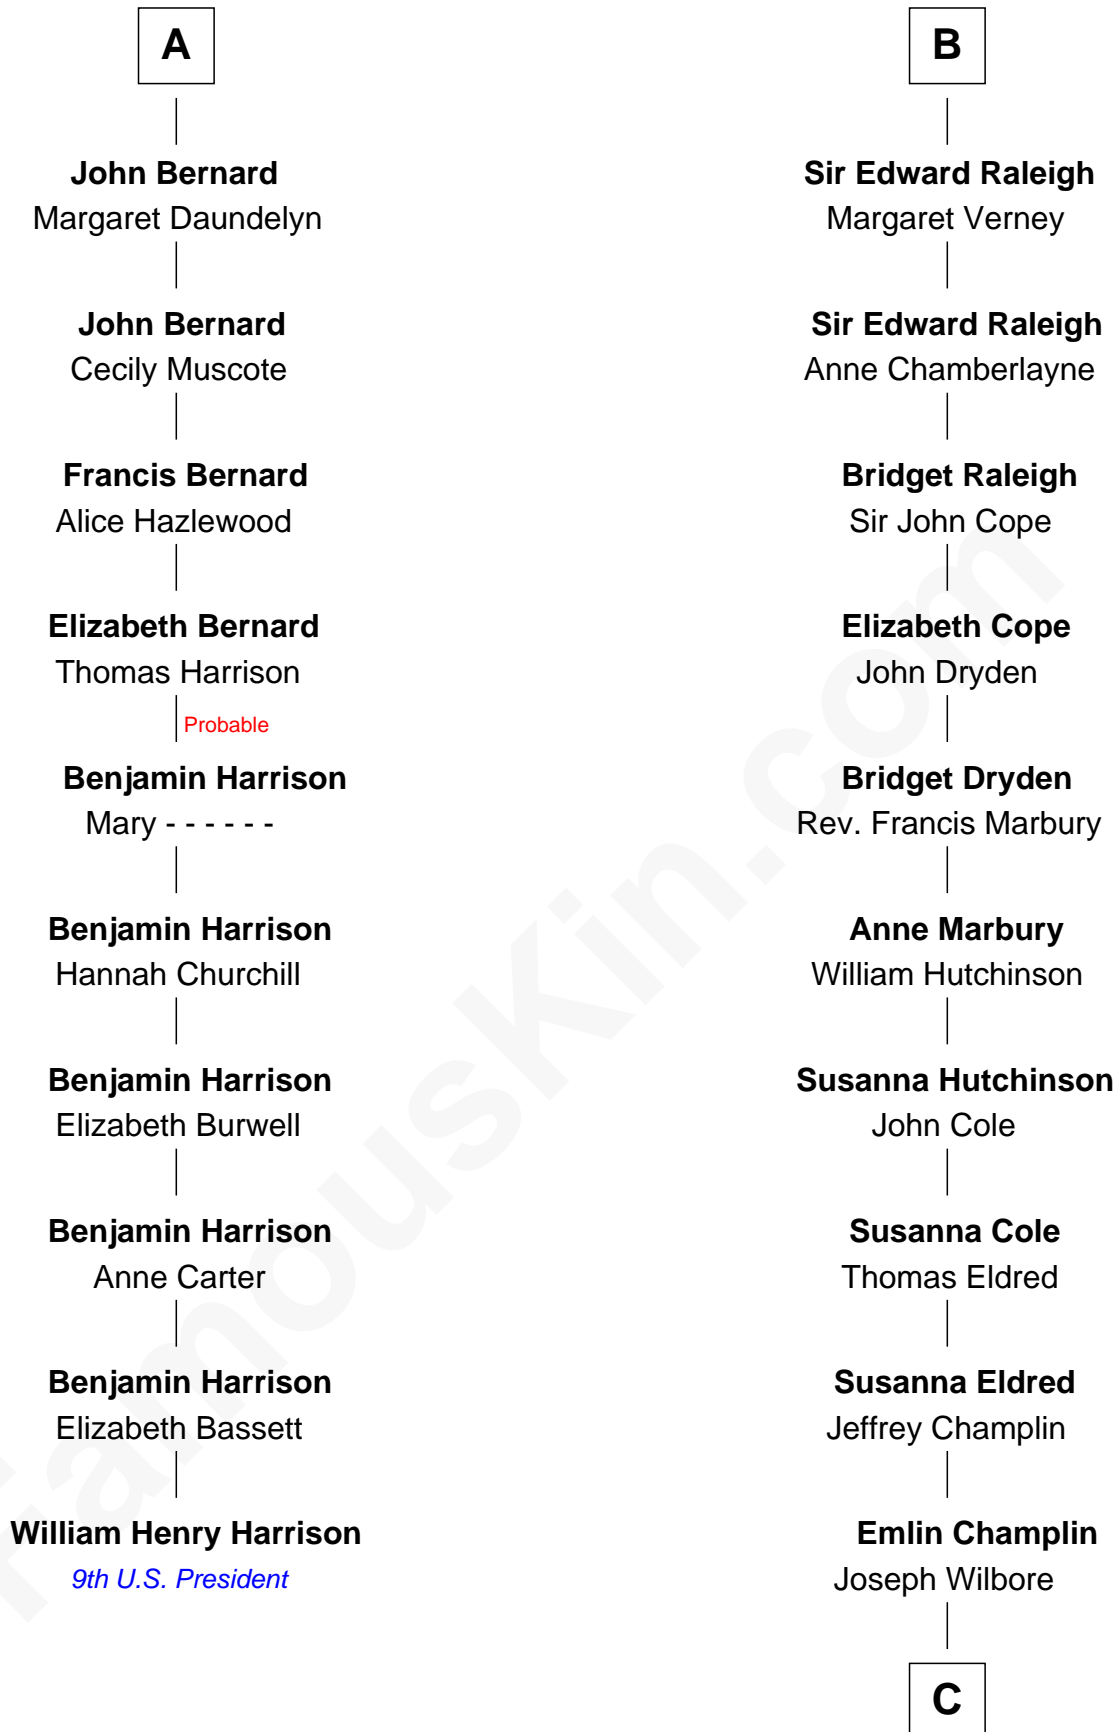 A
John Bernard
Margaret Daundelyn
John Bernard
Cecily Muscote
Francis Bernard
Alice Hazlewood
Elizabeth Bernard
Thomas Harrison
Probable
Benjamin Harrison
Mary - - - - - -
Benjamin Harrison
Hannah Churchill
Benjamin Harrison
Elizabeth Burwell
Benjamin Harrison
Anne Carter
Benjamin Harrison
Elizabeth Bassett
William Henry Harrison
9th U.S. President
B
Sir Edward Raleigh
Margaret Verney
Sir Edward Raleigh
Anne Chamberlayne
Bridget Raleigh
Sir John Cope
Elizabeth Cope
John Dryden
Bridget Dryden
Rev. Francis Marbury
Anne Marbury
William Hutchinson
Susanna Hutchinson
John Cole
Susanna Cole
Thomas Eldred
Susanna Eldred
Jeffrey Champlin
Emlin Champlin
Joseph Wilbore
C
FamousKin.com